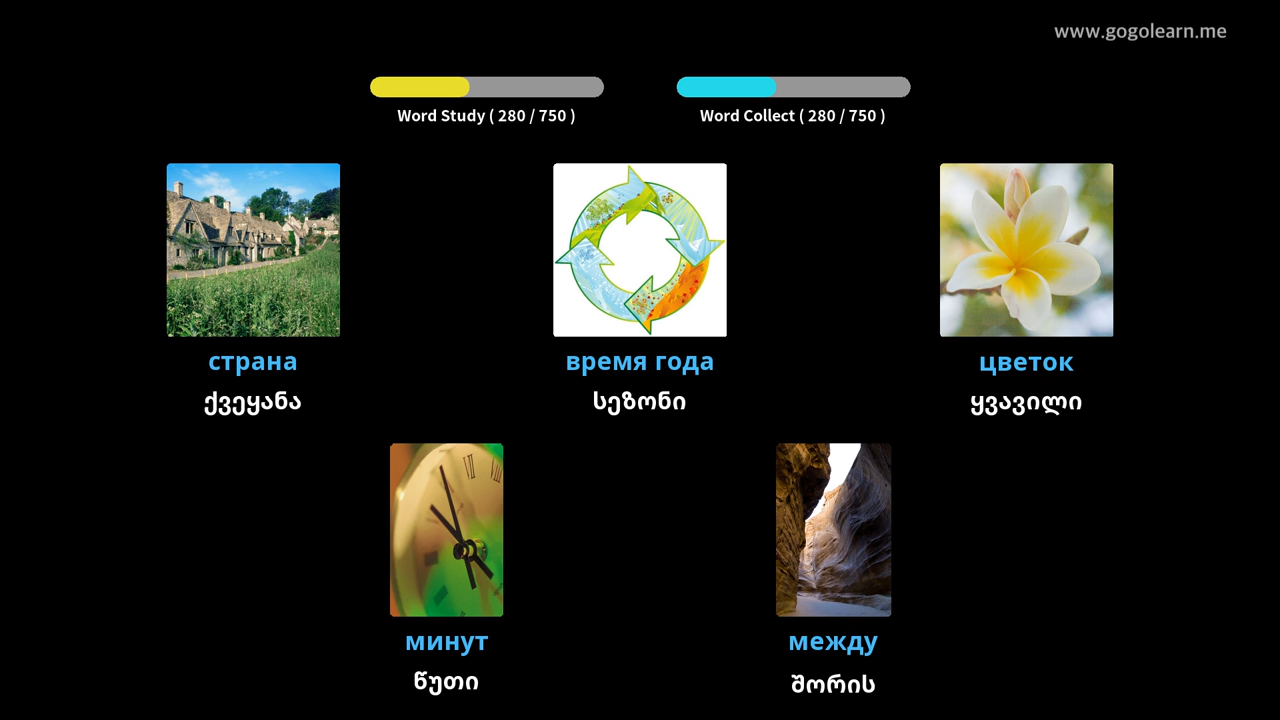 www.gogolearn.me
Word Study ( 280 / 750 )
Word Collect ( 280 / 750 )
страна
ქვეყანა
время года
სეზონი
цветок
ყვავილი
минут
წუთი
между
შორის